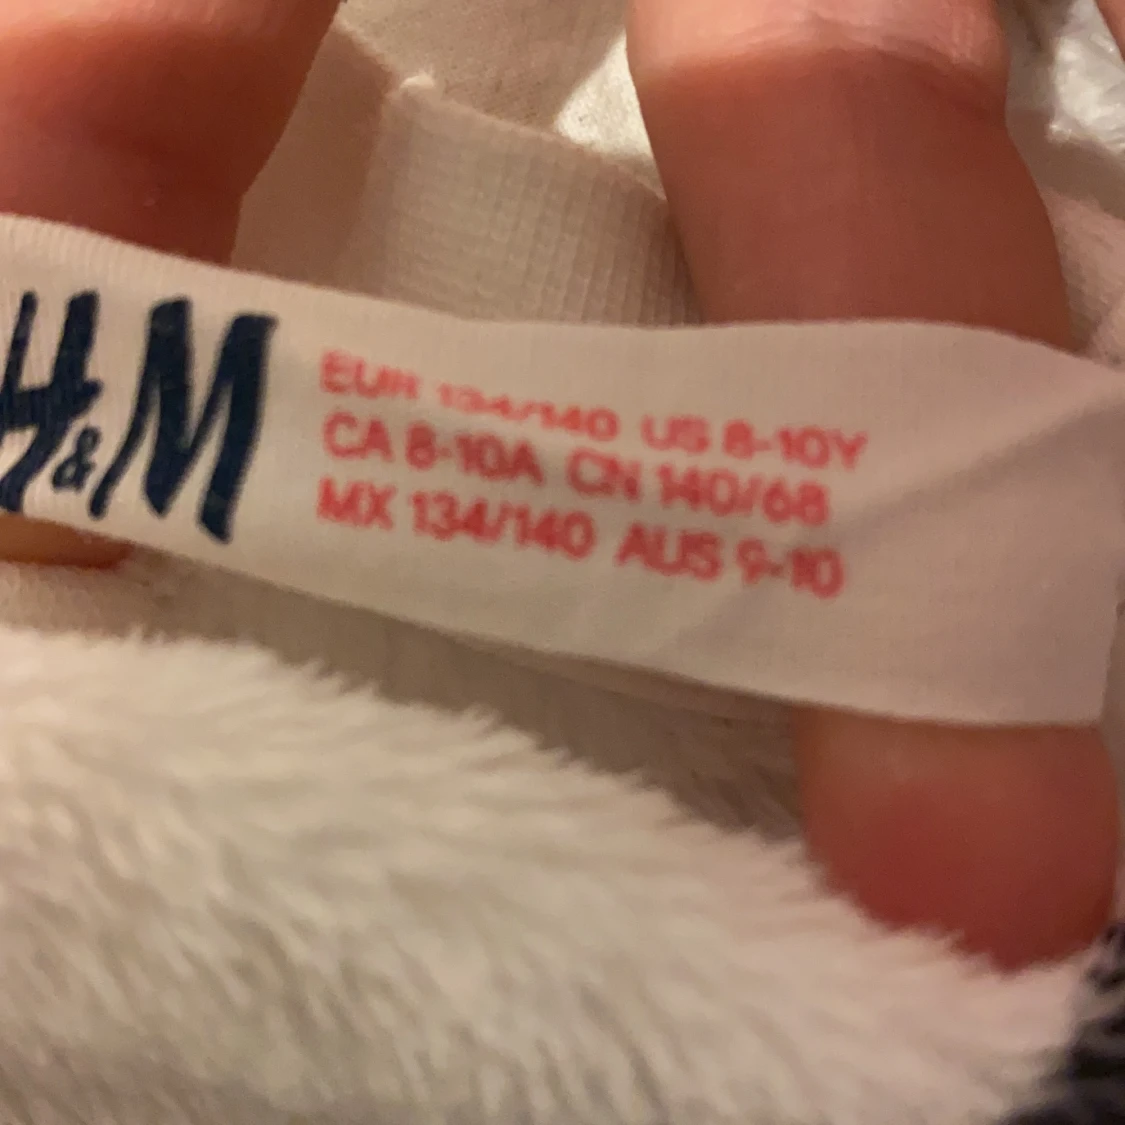 H&M
EUR 134/140 US 8-10Y
CA 8-10A CN 140/68
MX 134/140 AUS 9-10